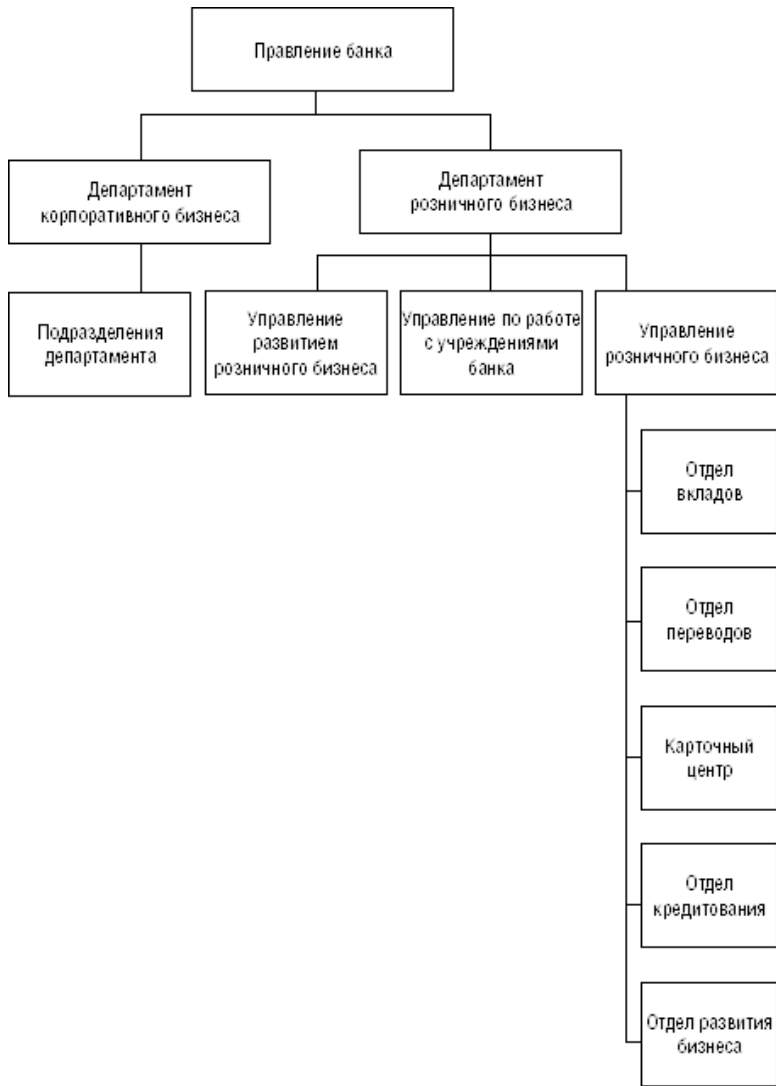 Правление банка
Департамент
корпоративного бизнеса
Департамент
розничного бизнеса
Подразделения
департамента
Управление
развитием
розничного бизнеса
Управление по работе
с учреждениями
банка
Управление
розничного бизнеса
Отдел
вкладов
Отдел
переводов
Карточный
центр
Отдел
кредитования
Отдел развития
бизнеса